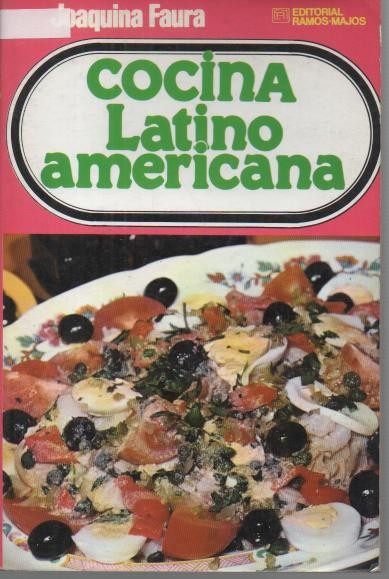 Joaquina Faura
EDITORIAL
RAMOS-MAJOS
COCINA
Latino
americana